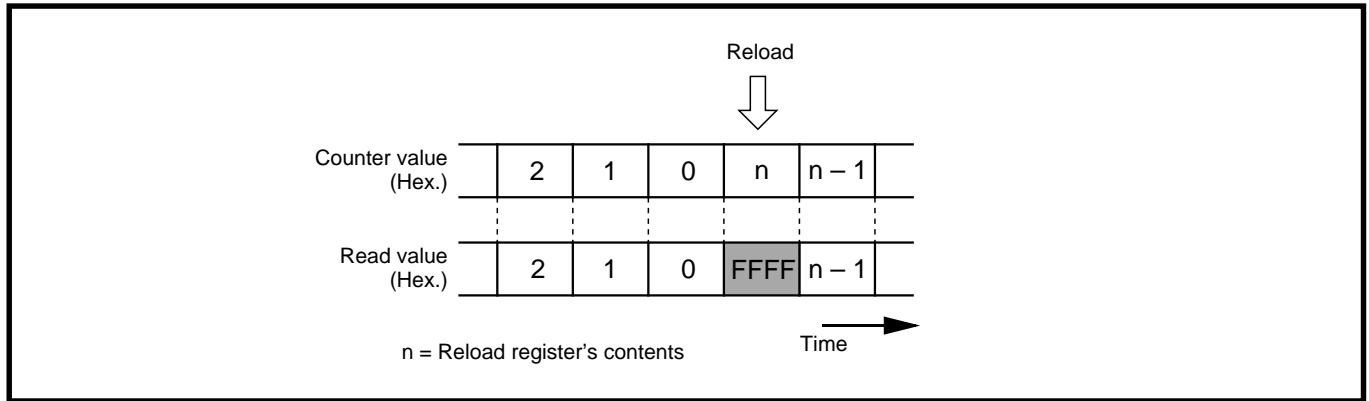 Reload
Counter value
(Hex.)
2 1 0 n n – 1
Read value
(Hex.)
2 1 0 FFFF n – 1
n = Reload register’s contents
Time